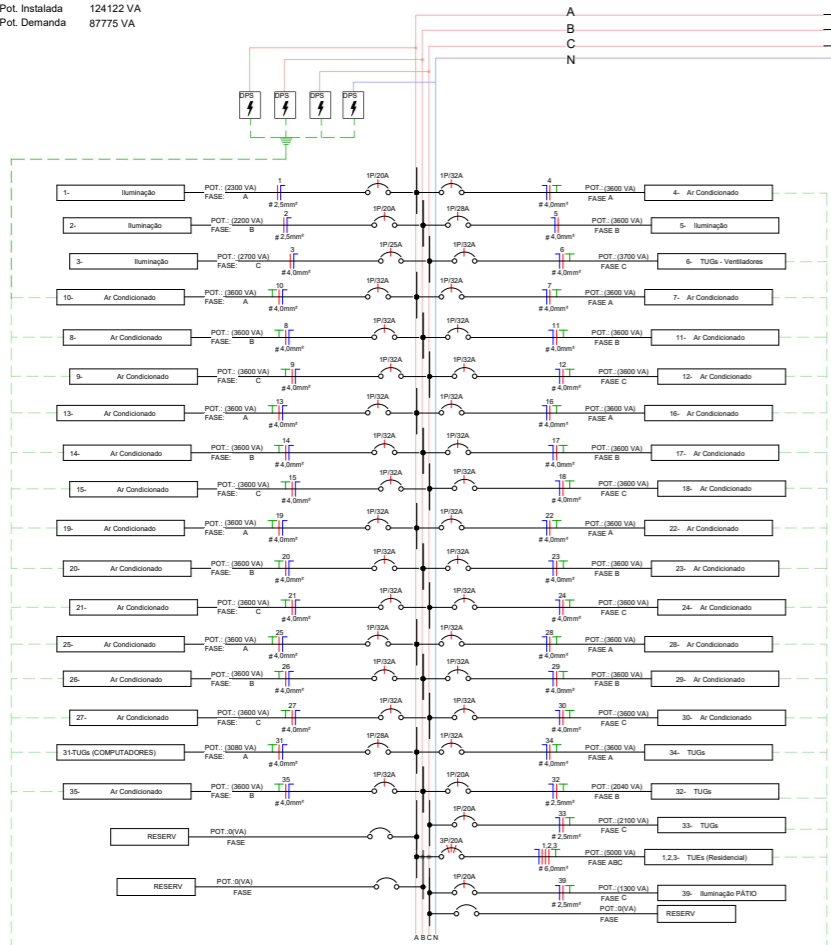 Pot. Instalada 124122 VA
Pot. Demanda 87775 VA
A
B
C
N
DPS DPS DPS DPS
1- Iluminação POT.: (2300 VA) FASE: A 1 # 2,5mm² 1P/20A 1P/32A 4 # 4,0mm² POT.:(3600 VA) FASE A 4- Ar Condicionado
2- Iluminação POT.: (2200 VA) FASE: B 2 # 2,5mm² 1P/20A 1P/28A 5 # 4,0mm² POT.:(3600 VA) FASE B 5- Iluminação
3- Iluminação POT.: (2700 VA) FASE: C 3 # 4,0mm² 1P/25A 1P/32A 6 # 4,0mm² POT.:(3700 VA) FASE C 6- TUGs - Ventiladores
10- Ar Condicionado POT.: (3600 VA) FASE: A 10 # 4,0mm² 1P/32A 1P/32A 7 # 4,0mm² POT.:(3600 VA) FASE A 7- Ar Condicionado
8- Ar Condicionado POT.: (3600 VA) FASE: B 8 # 4,0mm² 1P/32A 1P/32A 11 # 4,0mm² POT.:(3600 VA) FASE B 11- Ar Condicionado
9- Ar Condicionado POT.: (3600 VA) FASE: C 9 # 4,0mm² 1P/32A 1P/32A 12 # 4,0mm² POT.:(3600 VA) FASE C 12- Ar Condicionado
13- Ar Condicionado POT.: (3600 VA) FASE: A 13 # 4,0mm² 1P/32A 1P/32A 16 # 4,0mm² POT.:(3600 VA) FASE A 16- Ar Condicionado
14- Ar Condicionado POT.: (3600 VA) FASE: B 14 # 4,0mm² 1P/32A 1P/32A 17 # 4,0mm² POT.:(3600 VA) FASE B 17- Ar Condicionado
15- Ar Condicionado POT.: (3600 VA) FASE: C 15 # 4,0mm² 1P/32A 1P/32A 18 # 4,0mm² POT.:(3600 VA) FASE C 18- Ar Condicionado
19- Ar Condicionado POT.: (3600 VA) FASE: A 19 # 4,0mm² 1P/32A 1P/32A 22 # 4,0mm² POT.:(3600 VA) FASE A 22- Ar Condicionado
20- Ar Condicionado POT.: (3600 VA) FASE: B 20 # 4,0mm² 1P/32A 1P/32A 23 # 4,0mm² POT.:(3600 VA) FASE B 23- Ar Condicionado
21- Ar Condicionado POT.: (3600 VA) FASE: C 21 # 4,0mm² 1P/32A 1P/32A 24 # 4,0mm² POT.:(3600 VA) FASE C 24- Ar Condicionado
25- Ar Condicionado POT.: (3600 VA) FASE: A 25 # 4,0mm² 1P/32A 1P/32A 28 # 4,0mm² POT.:(3600 VA) FASE A 28- Ar Condicionado
26- Ar Condicionado POT.: (3600 VA) FASE: B 26 # 4,0mm² 1P/32A 1P/32A 29 # 4,0mm² POT.:(3600 VA) FASE B 29- Ar Condicionado
27- Ar Condicionado POT.: (3600 VA) FASE: C 27 # 4,0mm² 1P/32A 1P/32A 30 # 4,0mm² POT.:(3600 VA) FASE C 30- Ar Condicionado
31-TUGs (COMPUTADORES) POT.: (3080 VA) FASE: A 31 # 4,0mm² 1P/28A 1P/32A 34 # 4,0mm² POT.:(3600 VA) FASE A 34- TUGs
35- Ar Condicionado POT.: (3600 VA) FASE: B 35 # 4,0mm² 1P/32A 1P/20A 32 # 2,5mm² POT.:(2040 VA) FASE B 32- TUGs
1P/20A 33 # 2,5mm² POT.:(2100 VA) FASE C 33- TUGs
RESERV POT.:0(VA) FASE
3P/20A 1,2,3 # 6,0mm² POT.:(5000 VA) FASE ABC 1,2,3- TUEs (Residencial)
RESERV POT.:0(VA) FASE
1P/20A 39 # 2,5mm² POT.:(1300 VA) FASE C 39- Iluminação PÁTIO
POT.:0(VA) FASE RESERV
A B C N